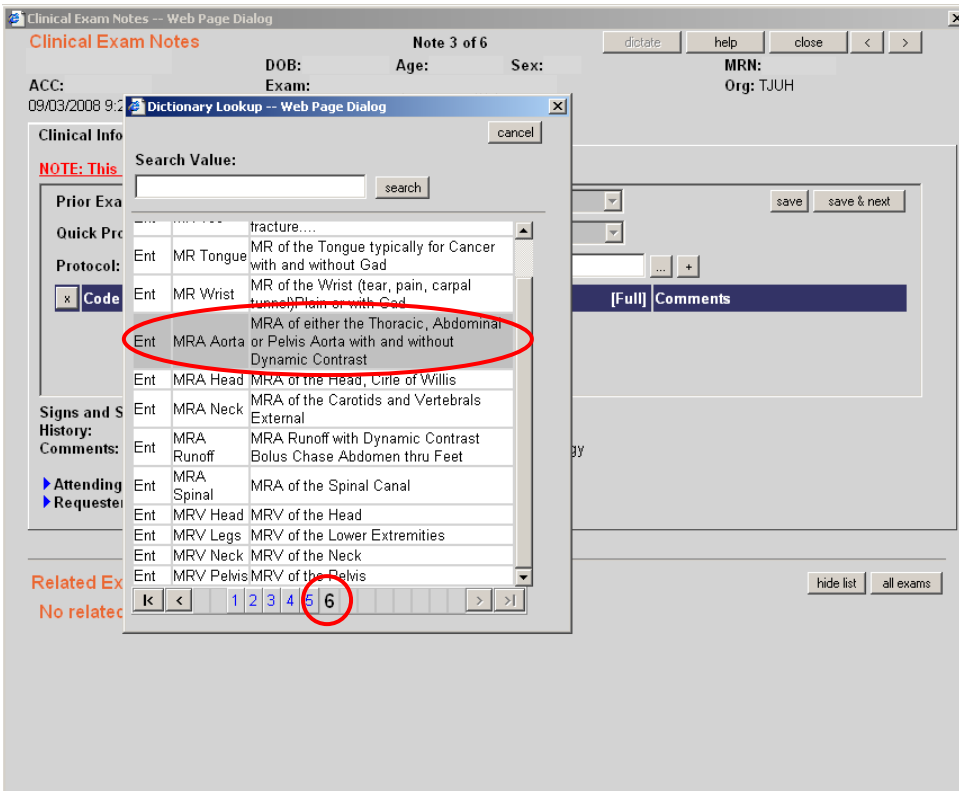 Clinical Exam Notes -- Web Page Dialog
Clinical Exam Notes
Note 3 of 6
dictate
help
close
<
>
DOB:
Age:
Sex:
MRN:
ACC:
Exam:
Org: TJUH
09/03/2008 9:2
Dictionary Lookup -- Web Page Dialog
cancel
Clinical Info
Search Value:
search
NOTE: This
Prior Exa
save
save & next
Quick Pro
Protocol:
...
+
x
Code
[Full]
Comments
fracture....
Ent
MR Tongue
MR of the Tongue typically for Cancer
with and without Gad
Ent
MR Wrist
MR of the Wrist (tear, pain, carpal
tunnel)Plain or with Gad
Ent
MRA Aorta
MRA of either the Thoracic, Abdominal
or Pelvis Aorta with and without
Dynamic Contrast
Ent
MRA Head
MRA of the Head, Cirle of Willis
Ent
MRA Neck
MRA of the Carotids and Vertebrals
External
Ent
MRA
Runoff
MRA Runoff with Dynamic Contrast
Bolus Chase Abdomen thru Feet
Ent
MRA
Spinal
MRA of the Spinal Canal
Ent
MRV Head
MRV of the Head
Ent
MRV Legs
MRV of the Lower Extremities
Ent
MRV Neck
MRV of the Neck
Ent
MRV Pelvis
MRV of the Pelvis
K < 1 2 3 4 5 6 > >|
Signs and S
History:
Comments:
gy
Attending
Requester
Related Ex
hide list
all exams
No related